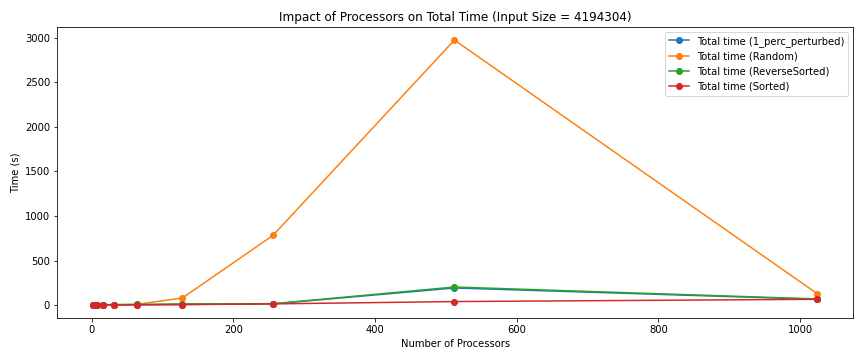 Impact of Processors on Total Time (Input Size = 4194304)
Total time (1_perc_perturbed)
Total time (Random)
Total time (ReverseSorted)
Total time (Sorted)
Time (s)
3000
2500
2000
1500
1000
500
0
0 200 400 600 800 1000
Number of Processors